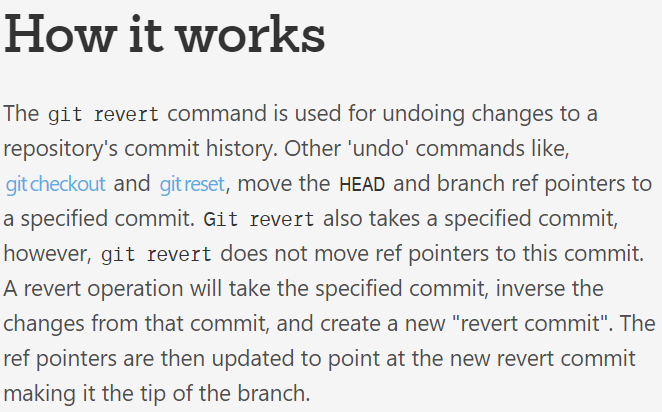 How it works
The git revert command is used for undoing changes to a
repository's commit history. Other 'undo' commands like,
git checkout and git reset, move the HEAD and branch ref pointers to
a specified commit. Git revert also takes a specified commit,
however, git revert does not move ref pointers to this commit.
A revert operation will take the specified commit, inverse the
changes from that commit, and create a new "revert commit". The
ref pointers are then updated to point at the new revert commit
making it the tip of the branch.